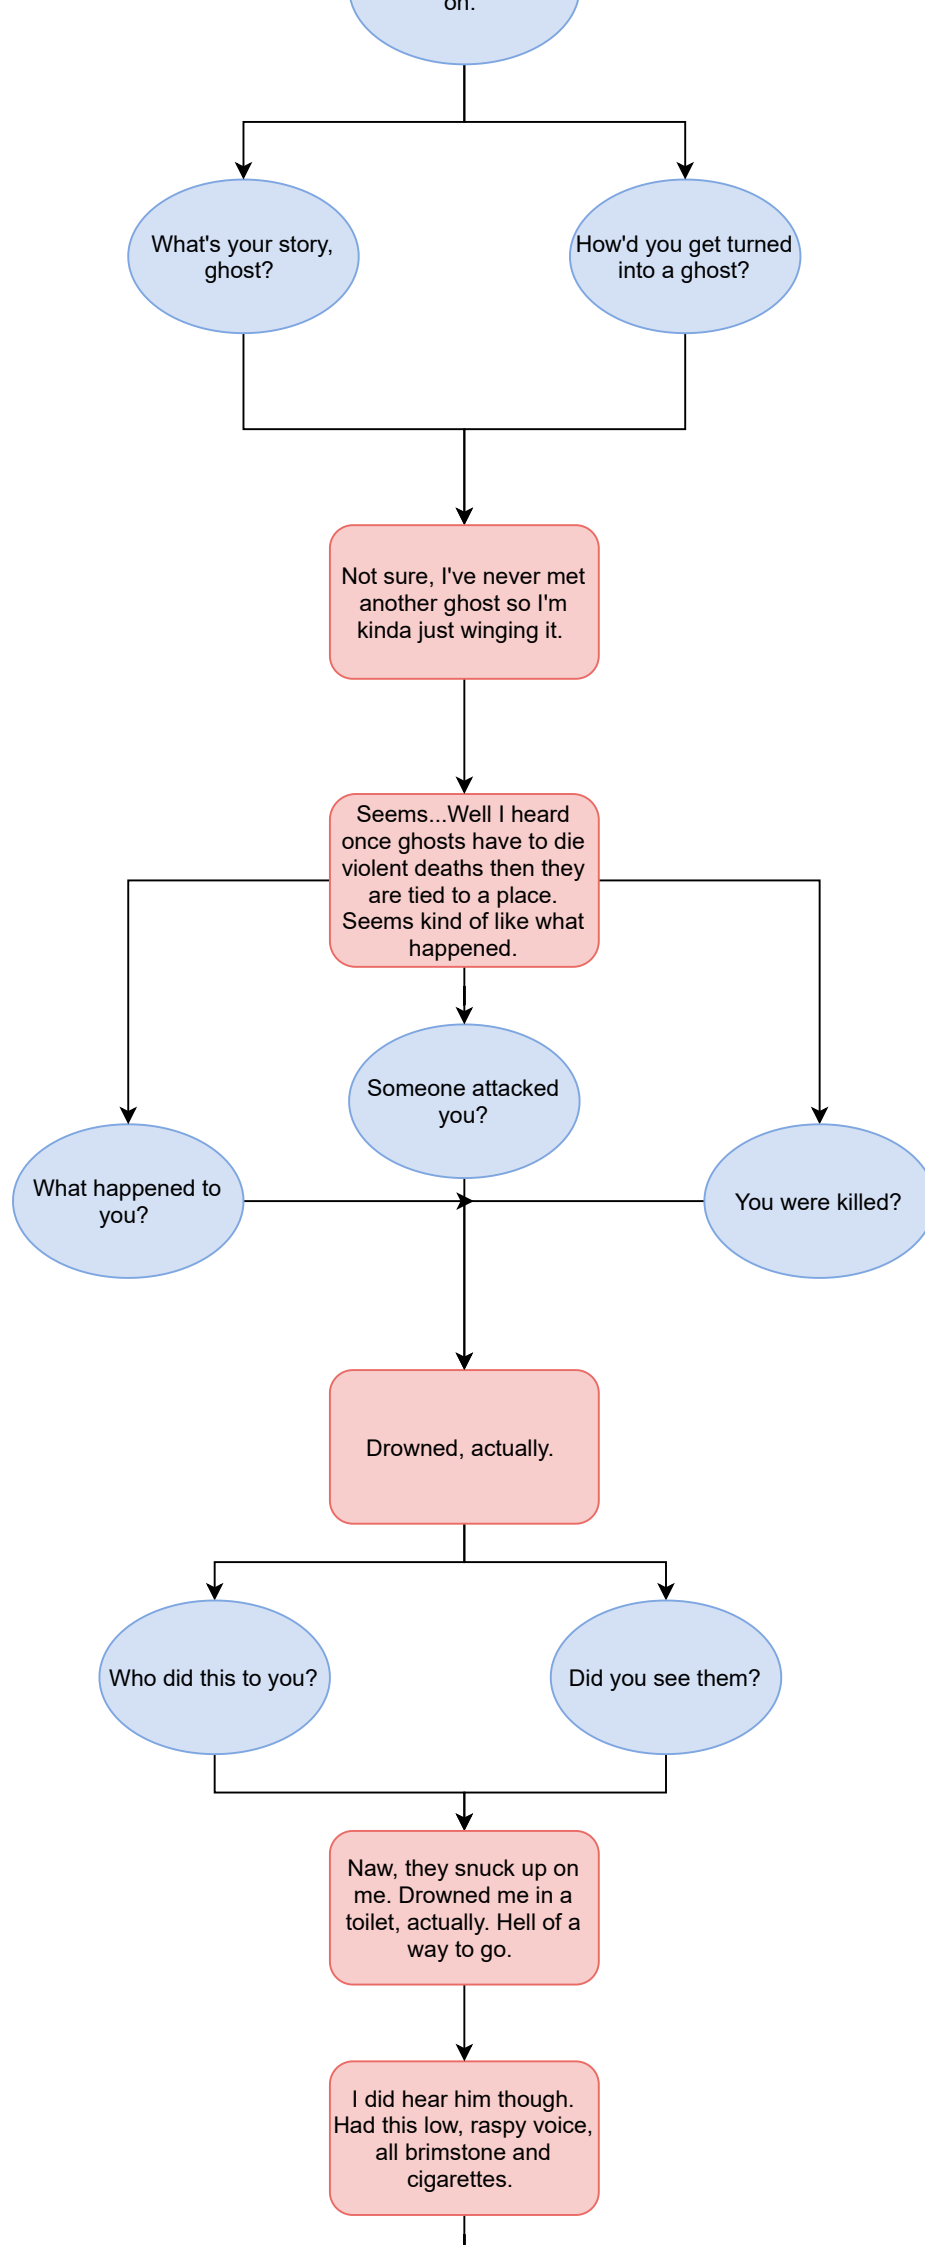 on.
What's your story,
ghost?
How'd you get turned
into a ghost?
Not sure, I've never met
another ghost so I'm
kinda just winging it.
Seems...Well I heard
once ghosts have to die
violent deaths then they
are tied to a place.
Seems kind of like what
happened.
Someone attacked
you?
What happened to
you?
You were killed?
Drowned, actually.
Who did this to you?
Did you see them?
Naw, they snuck up on
me. Drowned me in a
toilet, actually. Hell of a
way to go.
I did hear him though.
Had this low, raspy voice,
all brimstone and
cigarettes.